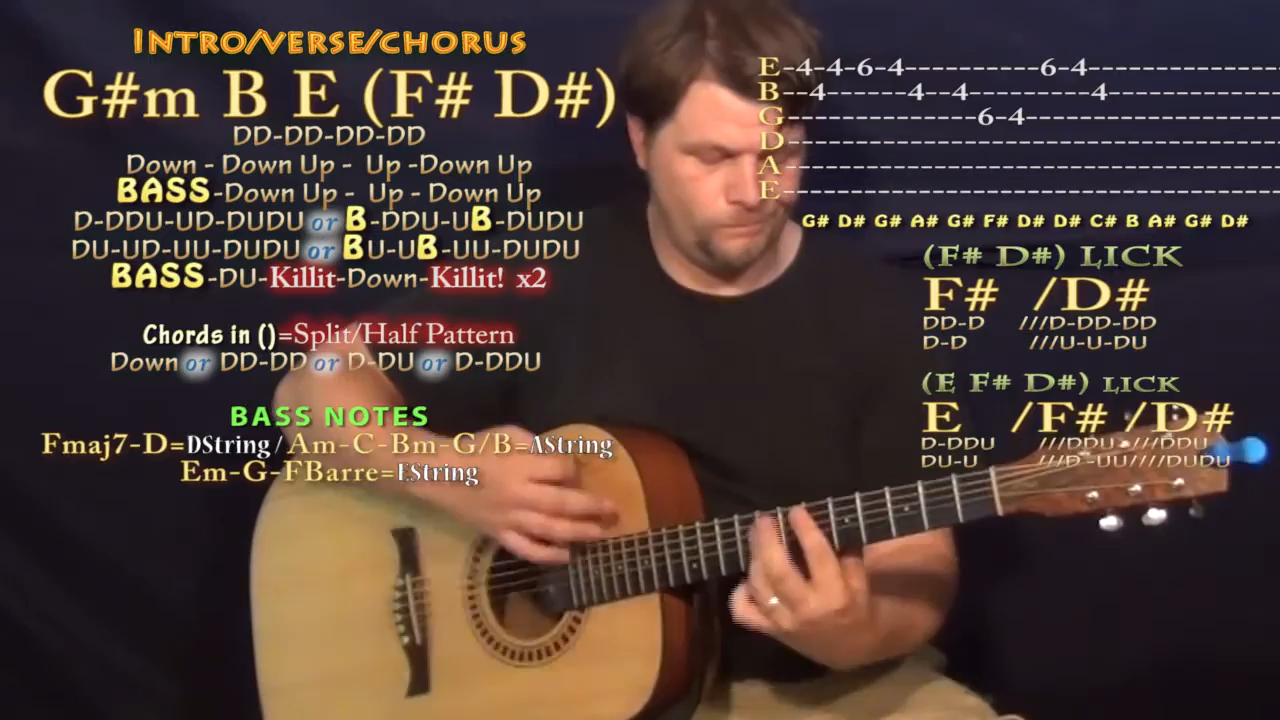 INTRO/VERSE/CHORUS
G#m B E (F# D#)
DD-DD-DD-DD
Down - Down Up - Up -Down Up
BASS-Down Up - Up - Down Up
D-DDU-UD-DUDU or B-DDU-UB-DUDU
DU-UD-UU-DUDU or BU-UB-UU-DUDU
BASS-DU-Killit-Down-Killit! x2
Chords in ()=Split/Half Pattern
Down or DD-DD or D-DU or D-DDU
BASS NOTES
Fmaj7-D=DString / Am-C-Bm-G/B=AString
Em-G-FBarre=EString
E-4-4-6-4----------6-4----------
B--4------4--4---------4--------
G--------------6-4--------------
D-------------------------------
A-------------------------------
E-------------------------------
G# D# G# A# G# F# D# D# C# B A# G# D#
(F# D#) LICK
F# /D#
DD-D ///D-DD-DD
D-D ///U-U-DU
(E F# D#) LICK
E /F# /D#
D-DDU ///DDU-///DDU
DU-U ///D -UU////DUDU